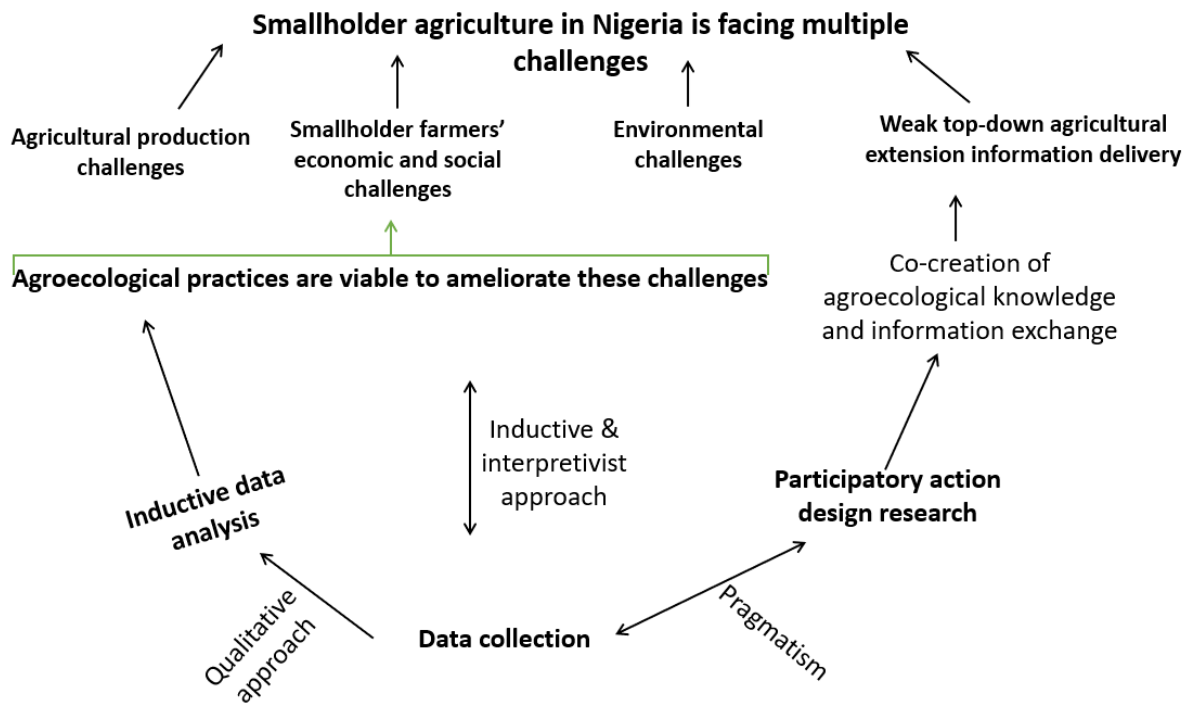 Smallholder agriculture in Nigeria is facing multiple
challenges
Agricultural production
challenges
Smallholder farmers’
economic and social
challenges
Environmental
challenges
Weak top-down agricultural
extension information delivery
Agroecological practices are viable to ameliorate these challenges
Co-creation of
agroecological knowledge
and information exchange
Inductive &
interpretivist
approach
Inductive data
analysis
Participatory action
design research
Qualitative
approach
Data collection
Pragmatism